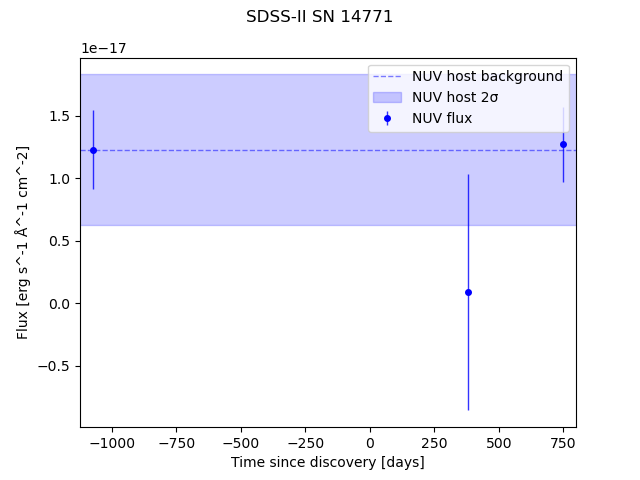 SDSS-II SN 14771
1e−17
NUV host background
NUV host 2σ
NUV flux
1.5
1.0
0.5
0.0
−0.5
Flux [erg s^-1 Å^-1 cm^-2]
−1000 −750 −500 −250 0 250 500 750
Time since discovery [days]